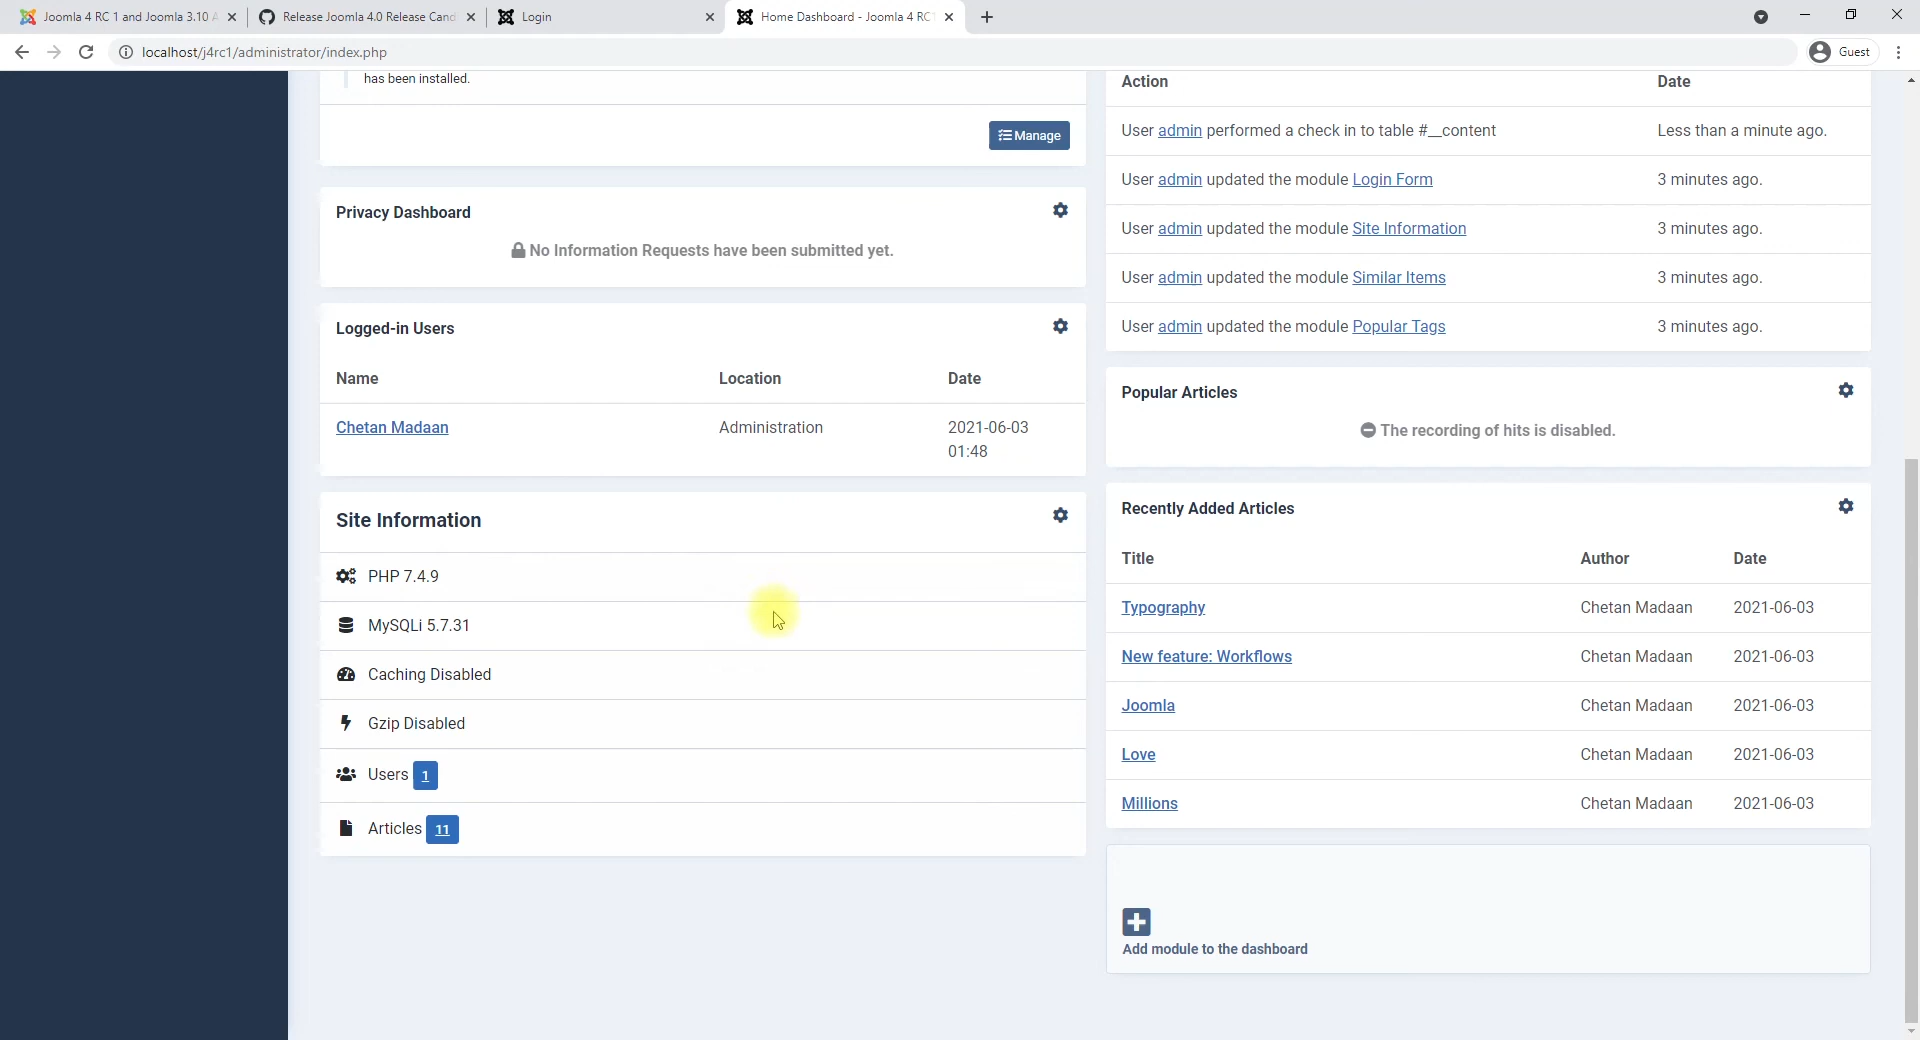 Joomla 4 RC 1 and Joomla 3.10 A
Release Joomla 4.0 Release Cand
Login
Home Dashboard - Joomla 4 RC
localhost/j4rc1/administrator/index.php
Guest
has been installed.
Manage
Privacy Dashboard
No Information Requests have been submitted yet.
Logged-in Users
Name Location Date
Chetan Madaan Administration 2021-06-03
01:48
Site Information
PHP 7.4.9
MySQLi 5.7.31
Caching Disabled
Gzip Disabled
Users 1
Articles 11
Action Date
User admin performed a check in to table #__content Less than a minute ago.
User admin updated the module Login Form 3 minutes ago.
User admin updated the module Site Information 3 minutes ago.
User admin updated the module Similar Items 3 minutes ago.
User admin updated the module Popular Tags 3 minutes ago.
Popular Articles
The recording of hits is disabled.
Recently Added Articles
Title Author Date
Typography Chetan Madaan 2021-06-03
New feature: Workflows Chetan Madaan 2021-06-03
Joomla Chetan Madaan 2021-06-03
Love Chetan Madaan 2021-06-03
Millions Chetan Madaan 2021-06-03
Add module to the dashboard